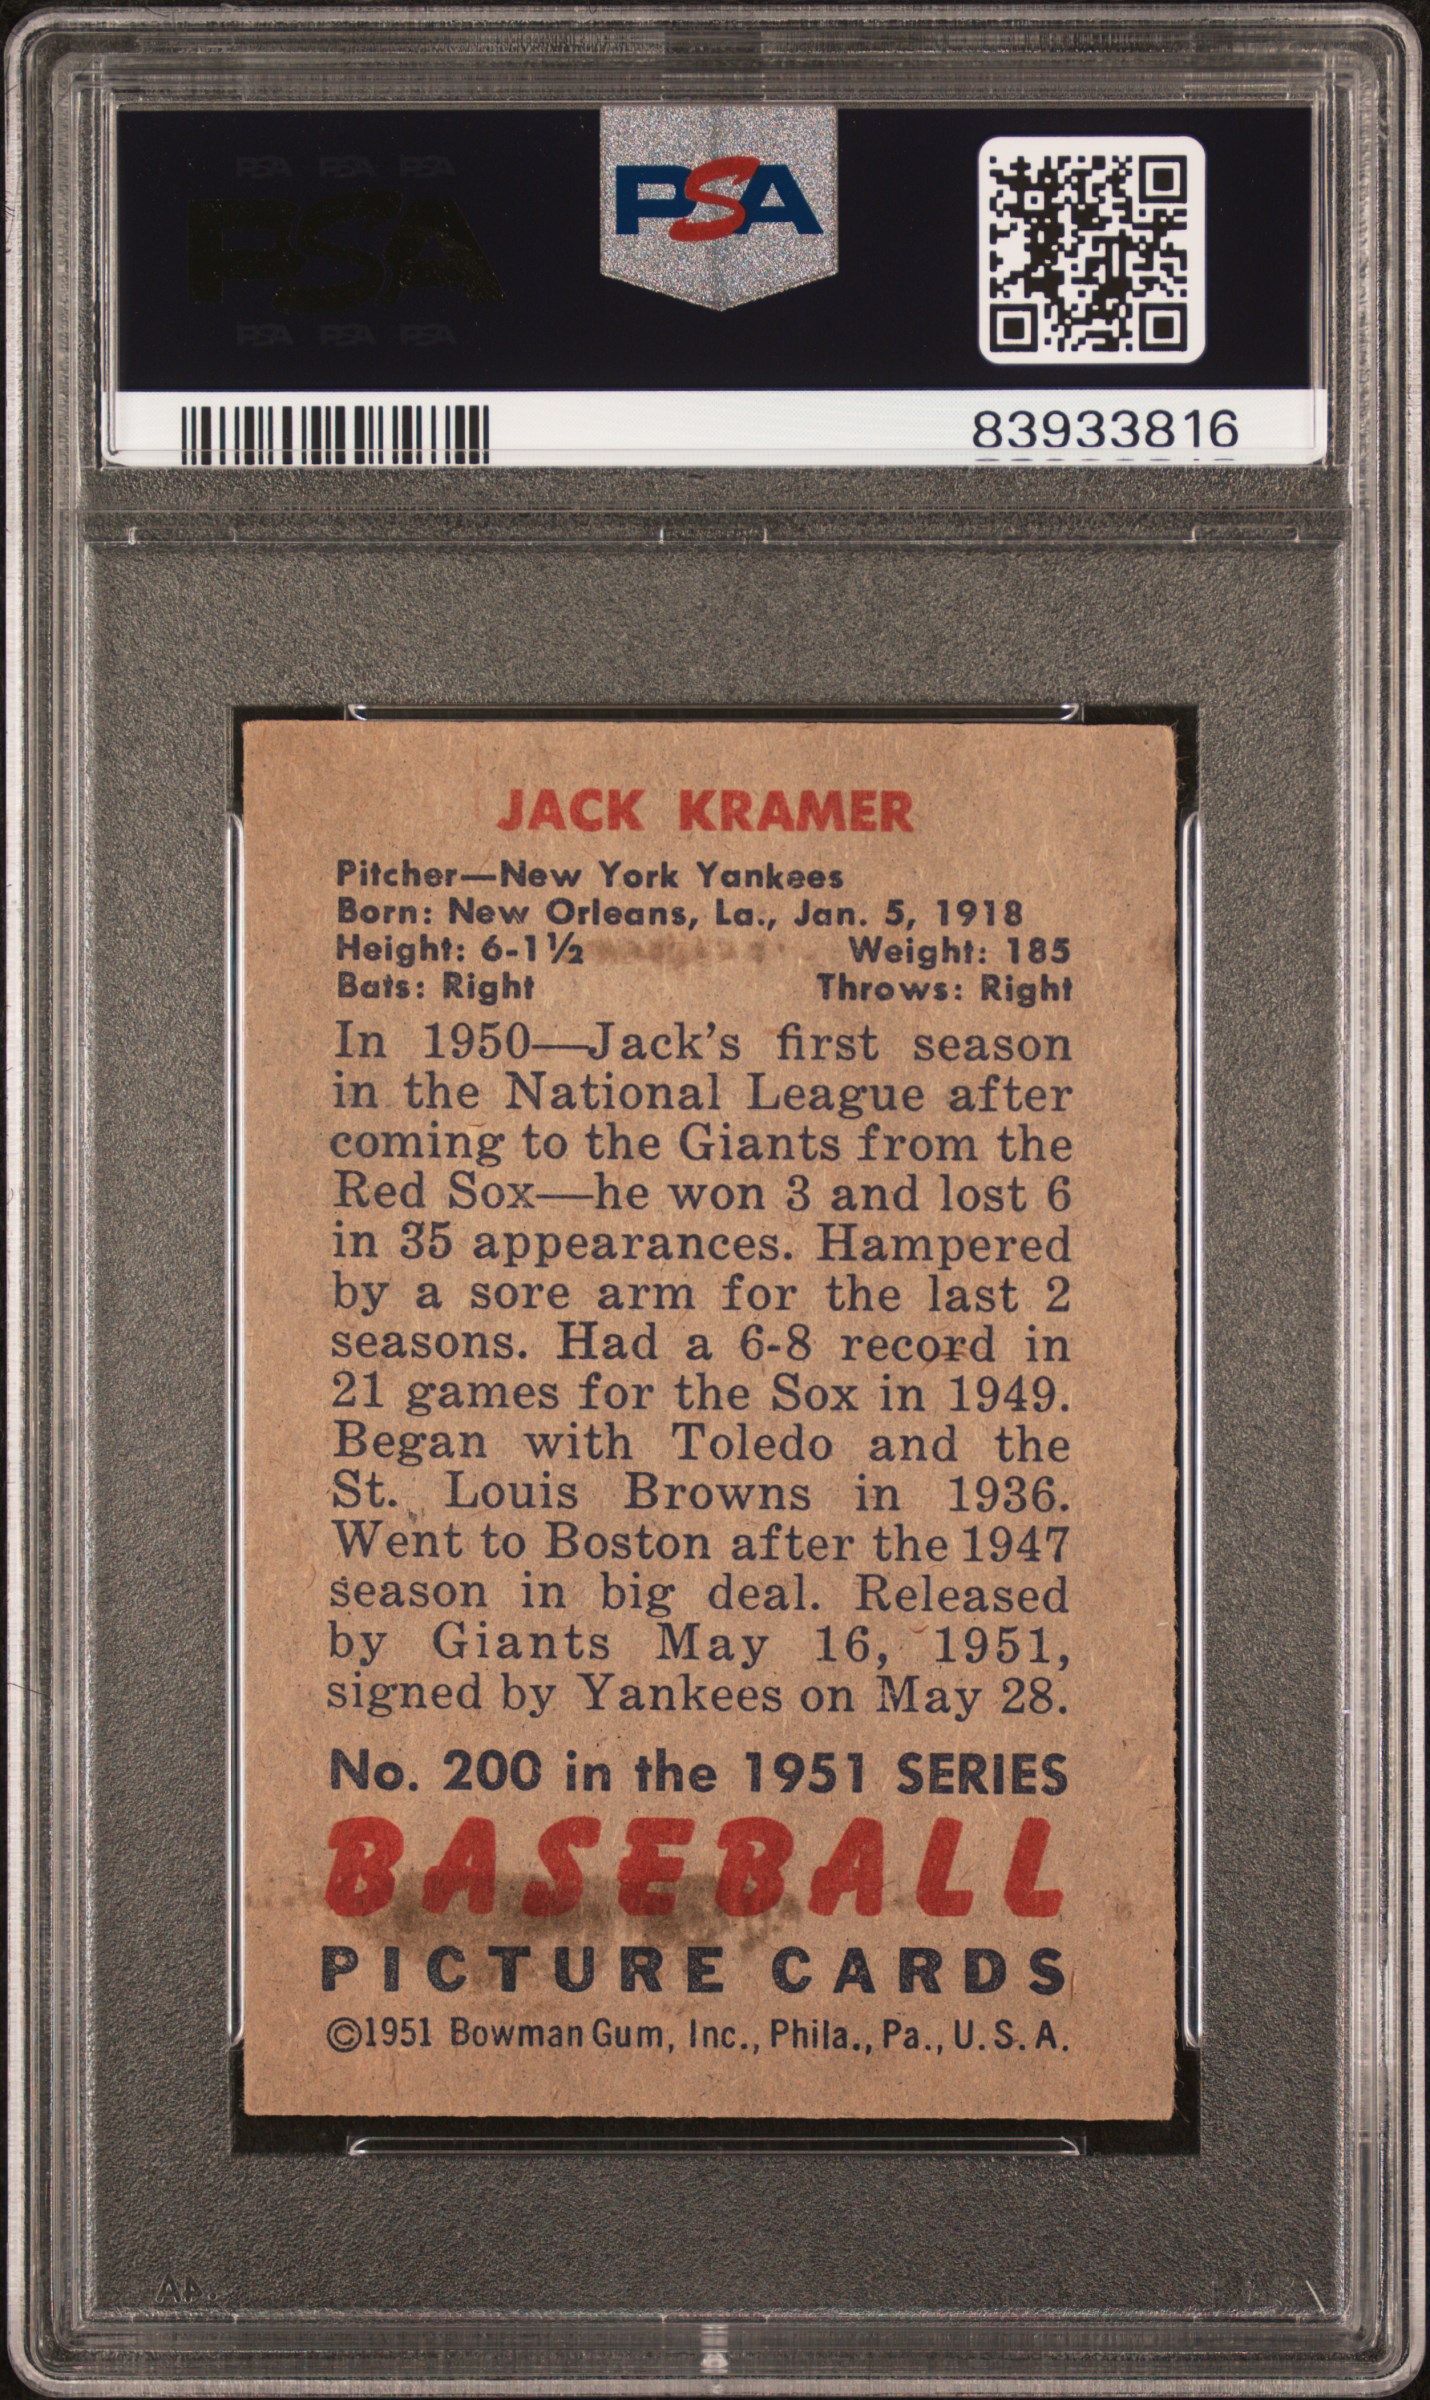 PSA PSA PSA
PSA
PSA PSA PSA
PSA
83933816
JACK KRAMER
Pitcher—New York Yankees
Born: New Orleans, La., Jan. 5, 1918
Height: 6-1½ Weight: 185
Bats: Right Throws: Right
In 1950—Jack's first season
in the National League after
coming to the Giants from the
Red Sox—he won 3 and lost 6
in 35 appearances. Hampered
by a sore arm for the last 2
seasons. Had a 6-8 record in
21 games for the Sox in 1949.
Began with Toledo and the
St. Louis Browns in 1936.
Went to Boston after the 1947
season in big deal. Released
by Giants May 16, 1951,
signed by Yankees on May 28.
No. 200 in the 1951 SERIES
BASEBALL
PICTURE CARDS
©1951 Bowman Gum, Inc., Phila., Pa., U.S.A.